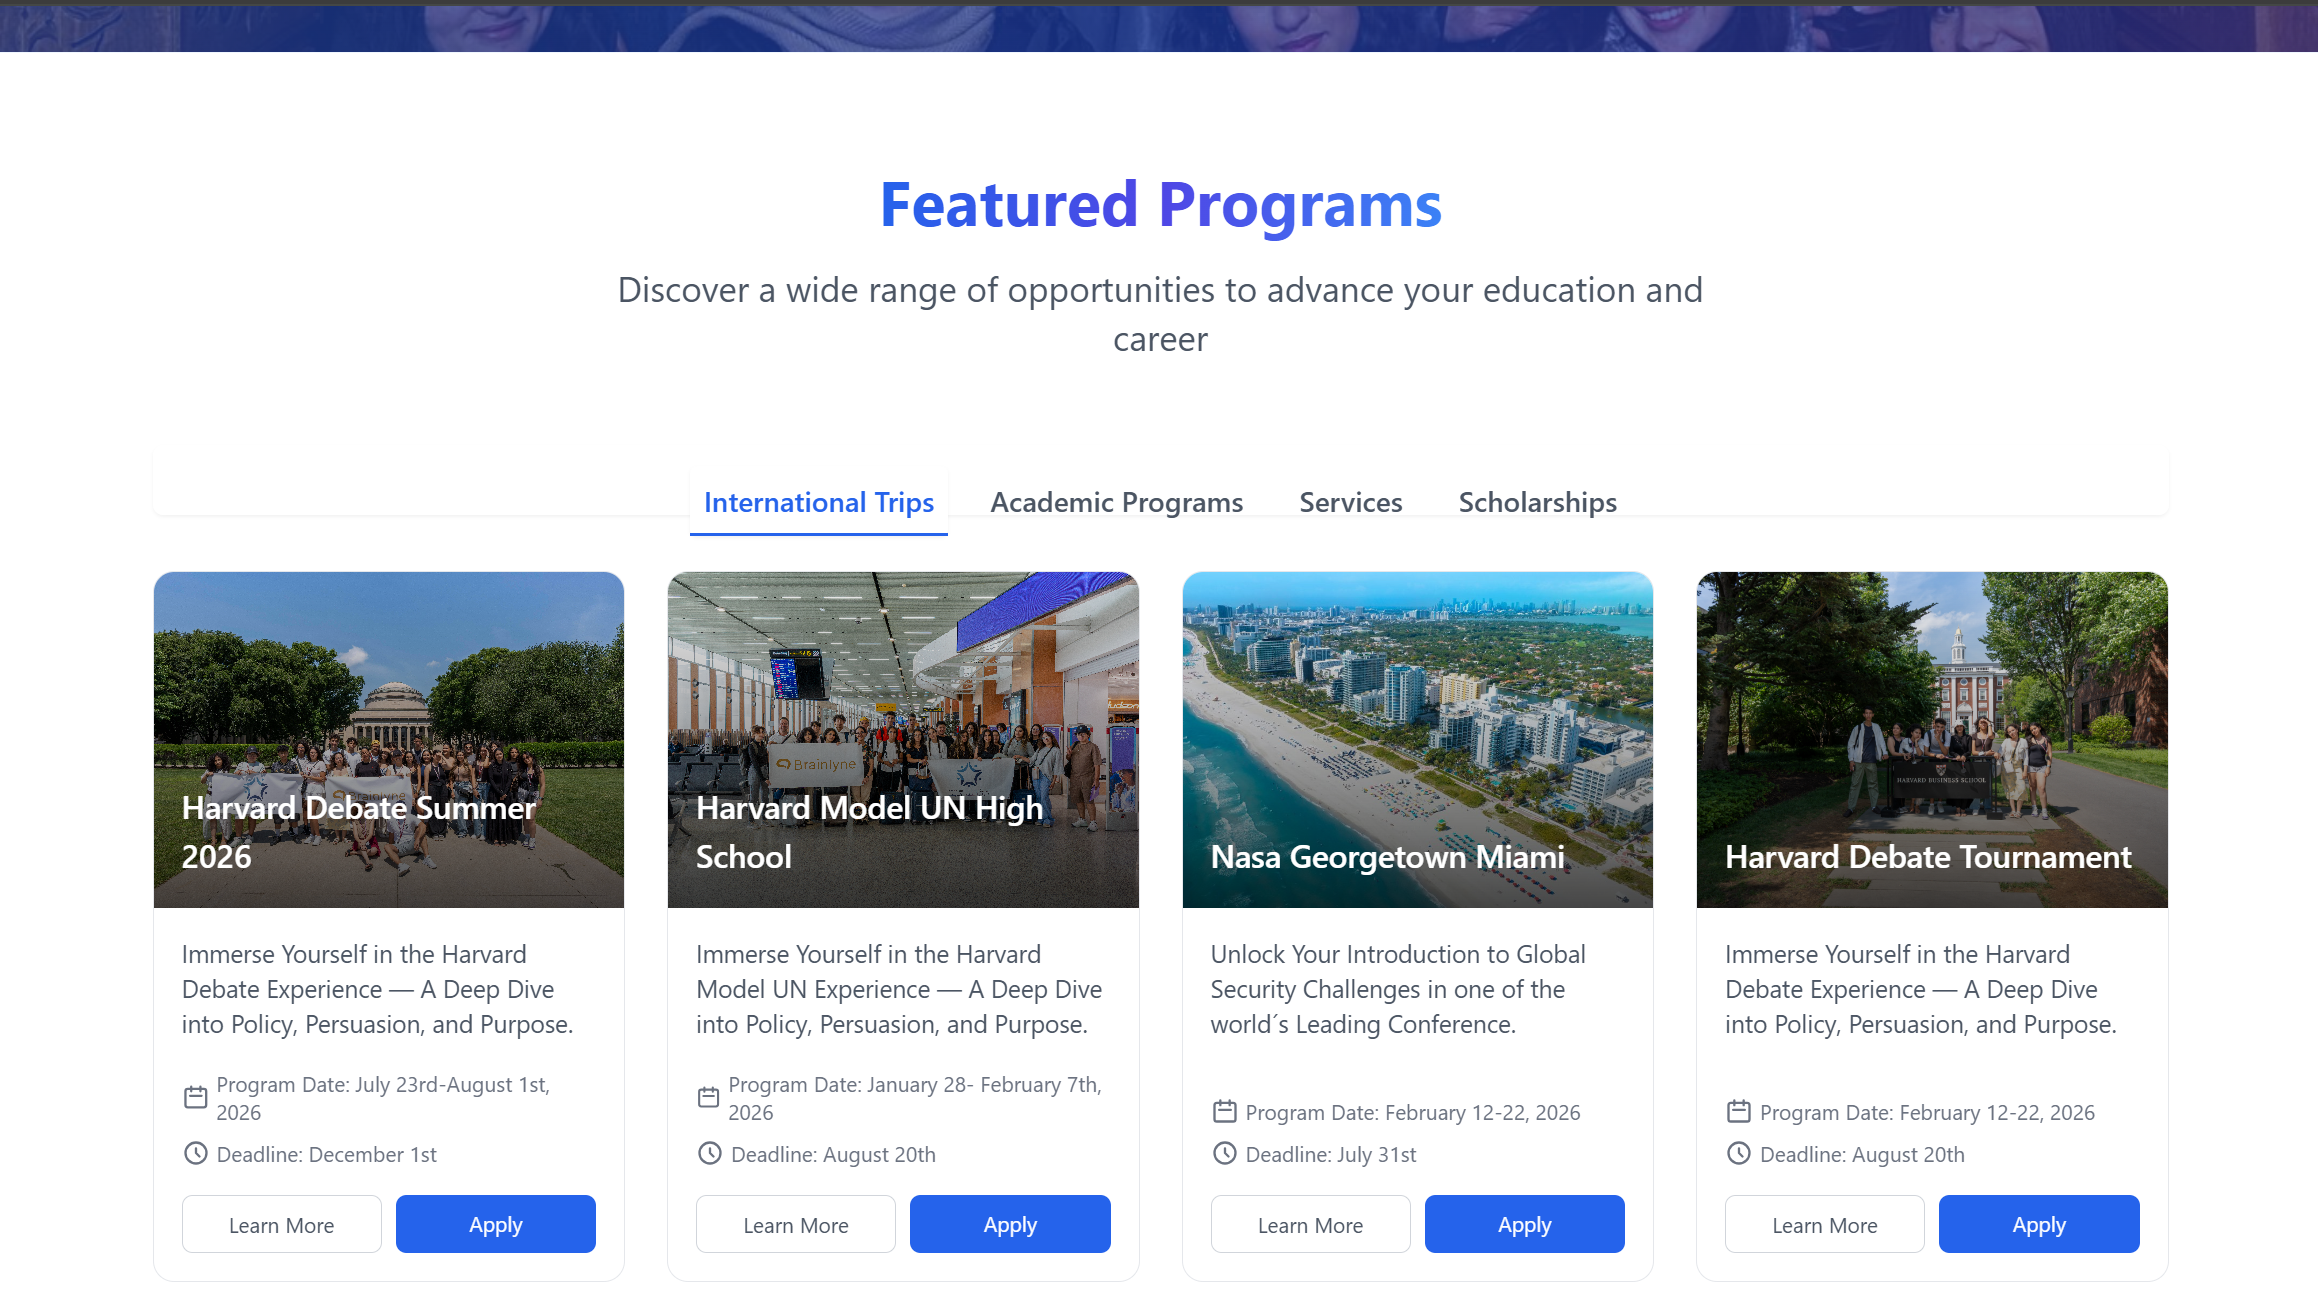 Featured Programs
Discover a wide range of opportunities to advance your education and
career
International Trips
Academic Programs
Services
Scholarships
Brainlyne
Harvard Debate Summer
2026
Immerse Yourself in the Harvard
Debate Experience — A Deep Dive
into Policy, Persuasion, and Purpose.
Program Date: July 23rd-August 1st,
2026
Deadline: December 1st
Learn More
Apply
Brainlyne
Harvard Model UN High
School
Immerse Yourself in the Harvard
Model UN Experience — A Deep Dive
into Policy, Persuasion, and Purpose.
Program Date: January 28- February 7th,
2026
Deadline: August 20th
Learn More
Apply
Nasa Georgetown Miami
Unlock Your Introduction to Global
Security Challenges in one of the
world´s Leading Conference.
Program Date: February 12-22, 2026
Deadline: July 31st
Learn More
Apply
HARVARD BUSINESS SCHOOL
Harvard Debate Tournament
Immerse Yourself in the Harvard
Debate Experience — A Deep Dive
into Policy, Persuasion, and Purpose.
Program Date: February 12-22, 2026
Deadline: August 20th
Learn More
Apply